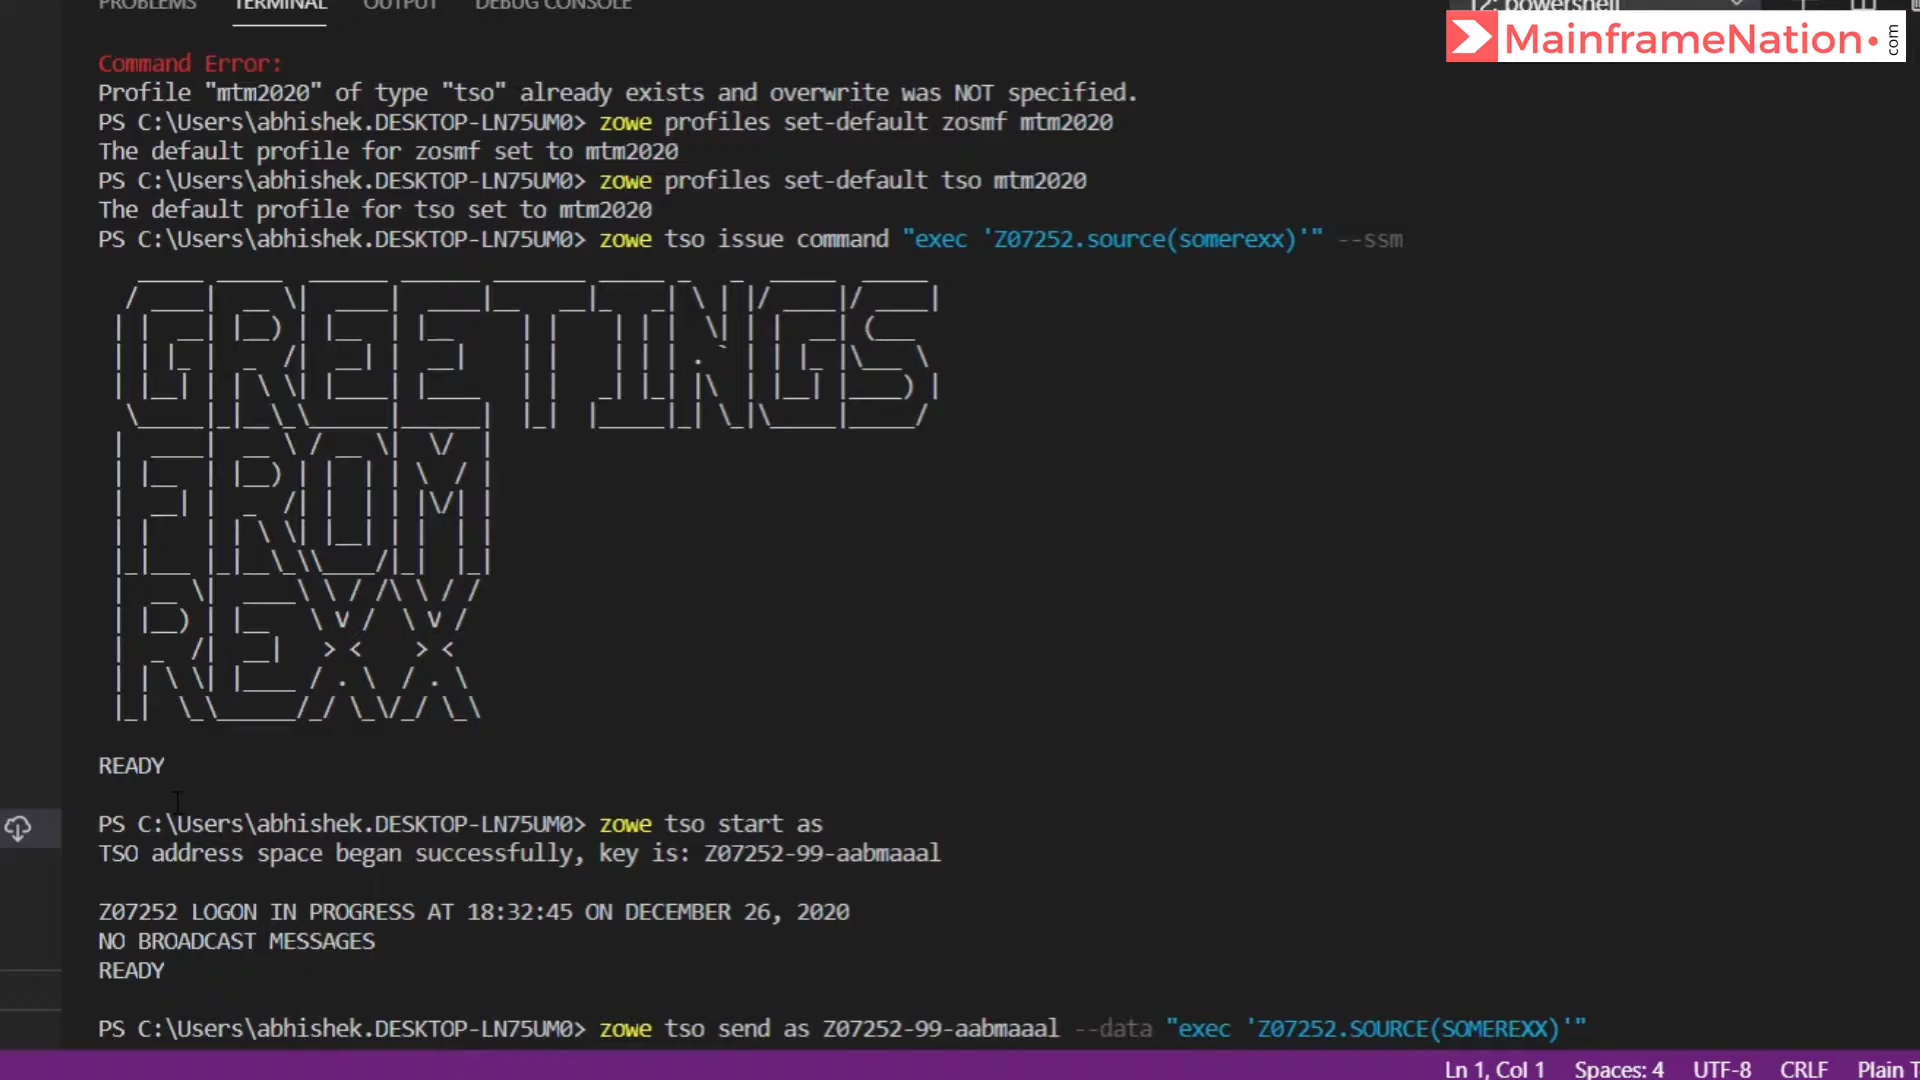 PROBLEMS TERMINAL OUTPUT DEBUG CONSOLE 12: powershell
MainframeNation.com
Command Error:
Profile "mtm2020" of type "tso" already exists and overwrite was NOT specified.
PS C:\Users\abhishek.DESKTOP-LN75UM0> zowe profiles set-default zosmf mtm2020
The default profile for zosmf set to mtm2020
PS C:\Users\abhishek.DESKTOP-LN75UM0> zowe profiles set-default tso mtm2020
The default profile for tso set to mtm2020
PS C:\Users\abhishek.DESKTOP-LN75UM0> zowe tso issue command "exec 'Z07252.source(somerexx)'" --ssm
GREETINGS
FROM
REXX
READY
PS C:\Users\abhishek.DESKTOP-LN75UM0> zowe tso start as
TSO address space began successfully, key is: Z07252-99-aabmaaal
Z07252 LOGON IN PROGRESS AT 18:32:45 ON DECEMBER 26, 2020
NO BROADCAST MESSAGES
READY
PS C:\Users\abhishek.DESKTOP-LN75UM0> zowe tso send as Z07252-99-aabmaaal --data "exec 'Z07252.SOURCE(SOMEREXX)'"
Ln 1, Col 1 Spaces: 4 UTF-8 CRLF Plain T